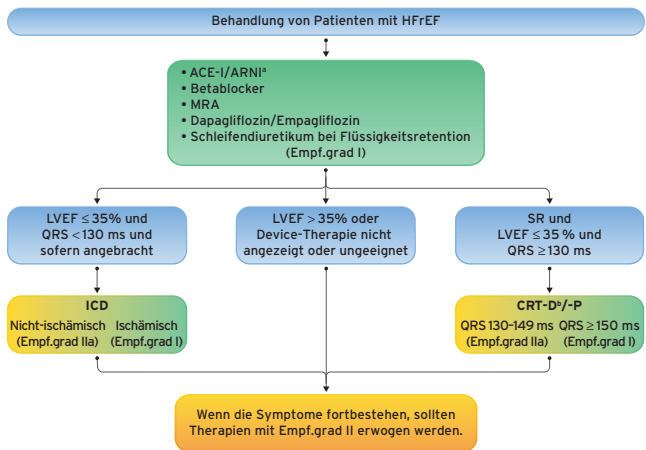 Behandlung von Patienten mit HFrEF
• ACE-I/ARNIᵃ
• Betablocker
• MRA
• Dapagliflozin/Empagliflozin
• Schleifendiuretikum bei Flüssigkeitsretention
(Empf.grad I)
LVEF ≤ 35% und
QRS < 130 ms und
sofern angebracht
LVEF > 35% oder
Device-Therapie nicht
angezeigt oder ungeeignet
SR und
LVEF ≤ 35 % und
QRS ≥ 130 ms
ICD
Nicht-ischämisch Ischämisch
(Empf.grad IIa) (Empf.grad I)
CRT-Dᵇ/-P
QRS 130–149 ms QRS ≥ 150 ms
(Empf.grad IIa) (Empf.grad I)
Wenn die Symptome fortbestehen, sollten
Therapien mit Empf.grad II erwogen werden.